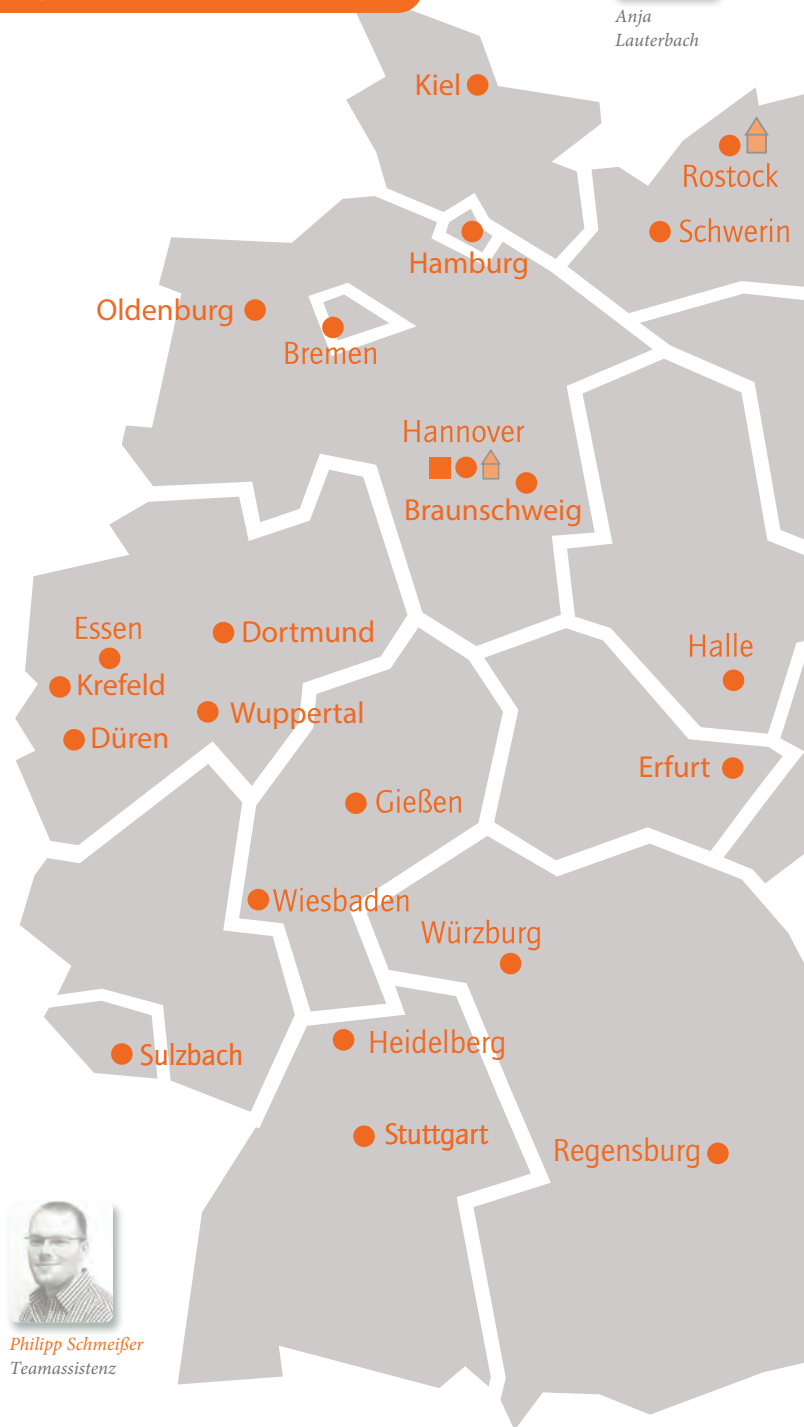 Anja
Lauterbach
Kiel
Rostock
Schwerin
Hamburg
Oldenburg
Bremen
Hannover
Braunschweig
Essen
Dortmund
Halle
Krefeld
Wuppertal
Düren
Erfurt
Gießen
Wiesbaden
Würzburg
Heidelberg
Sulzbach
Stuttgart
Regensburg
Philipp Schmeißer
Teamassistenz